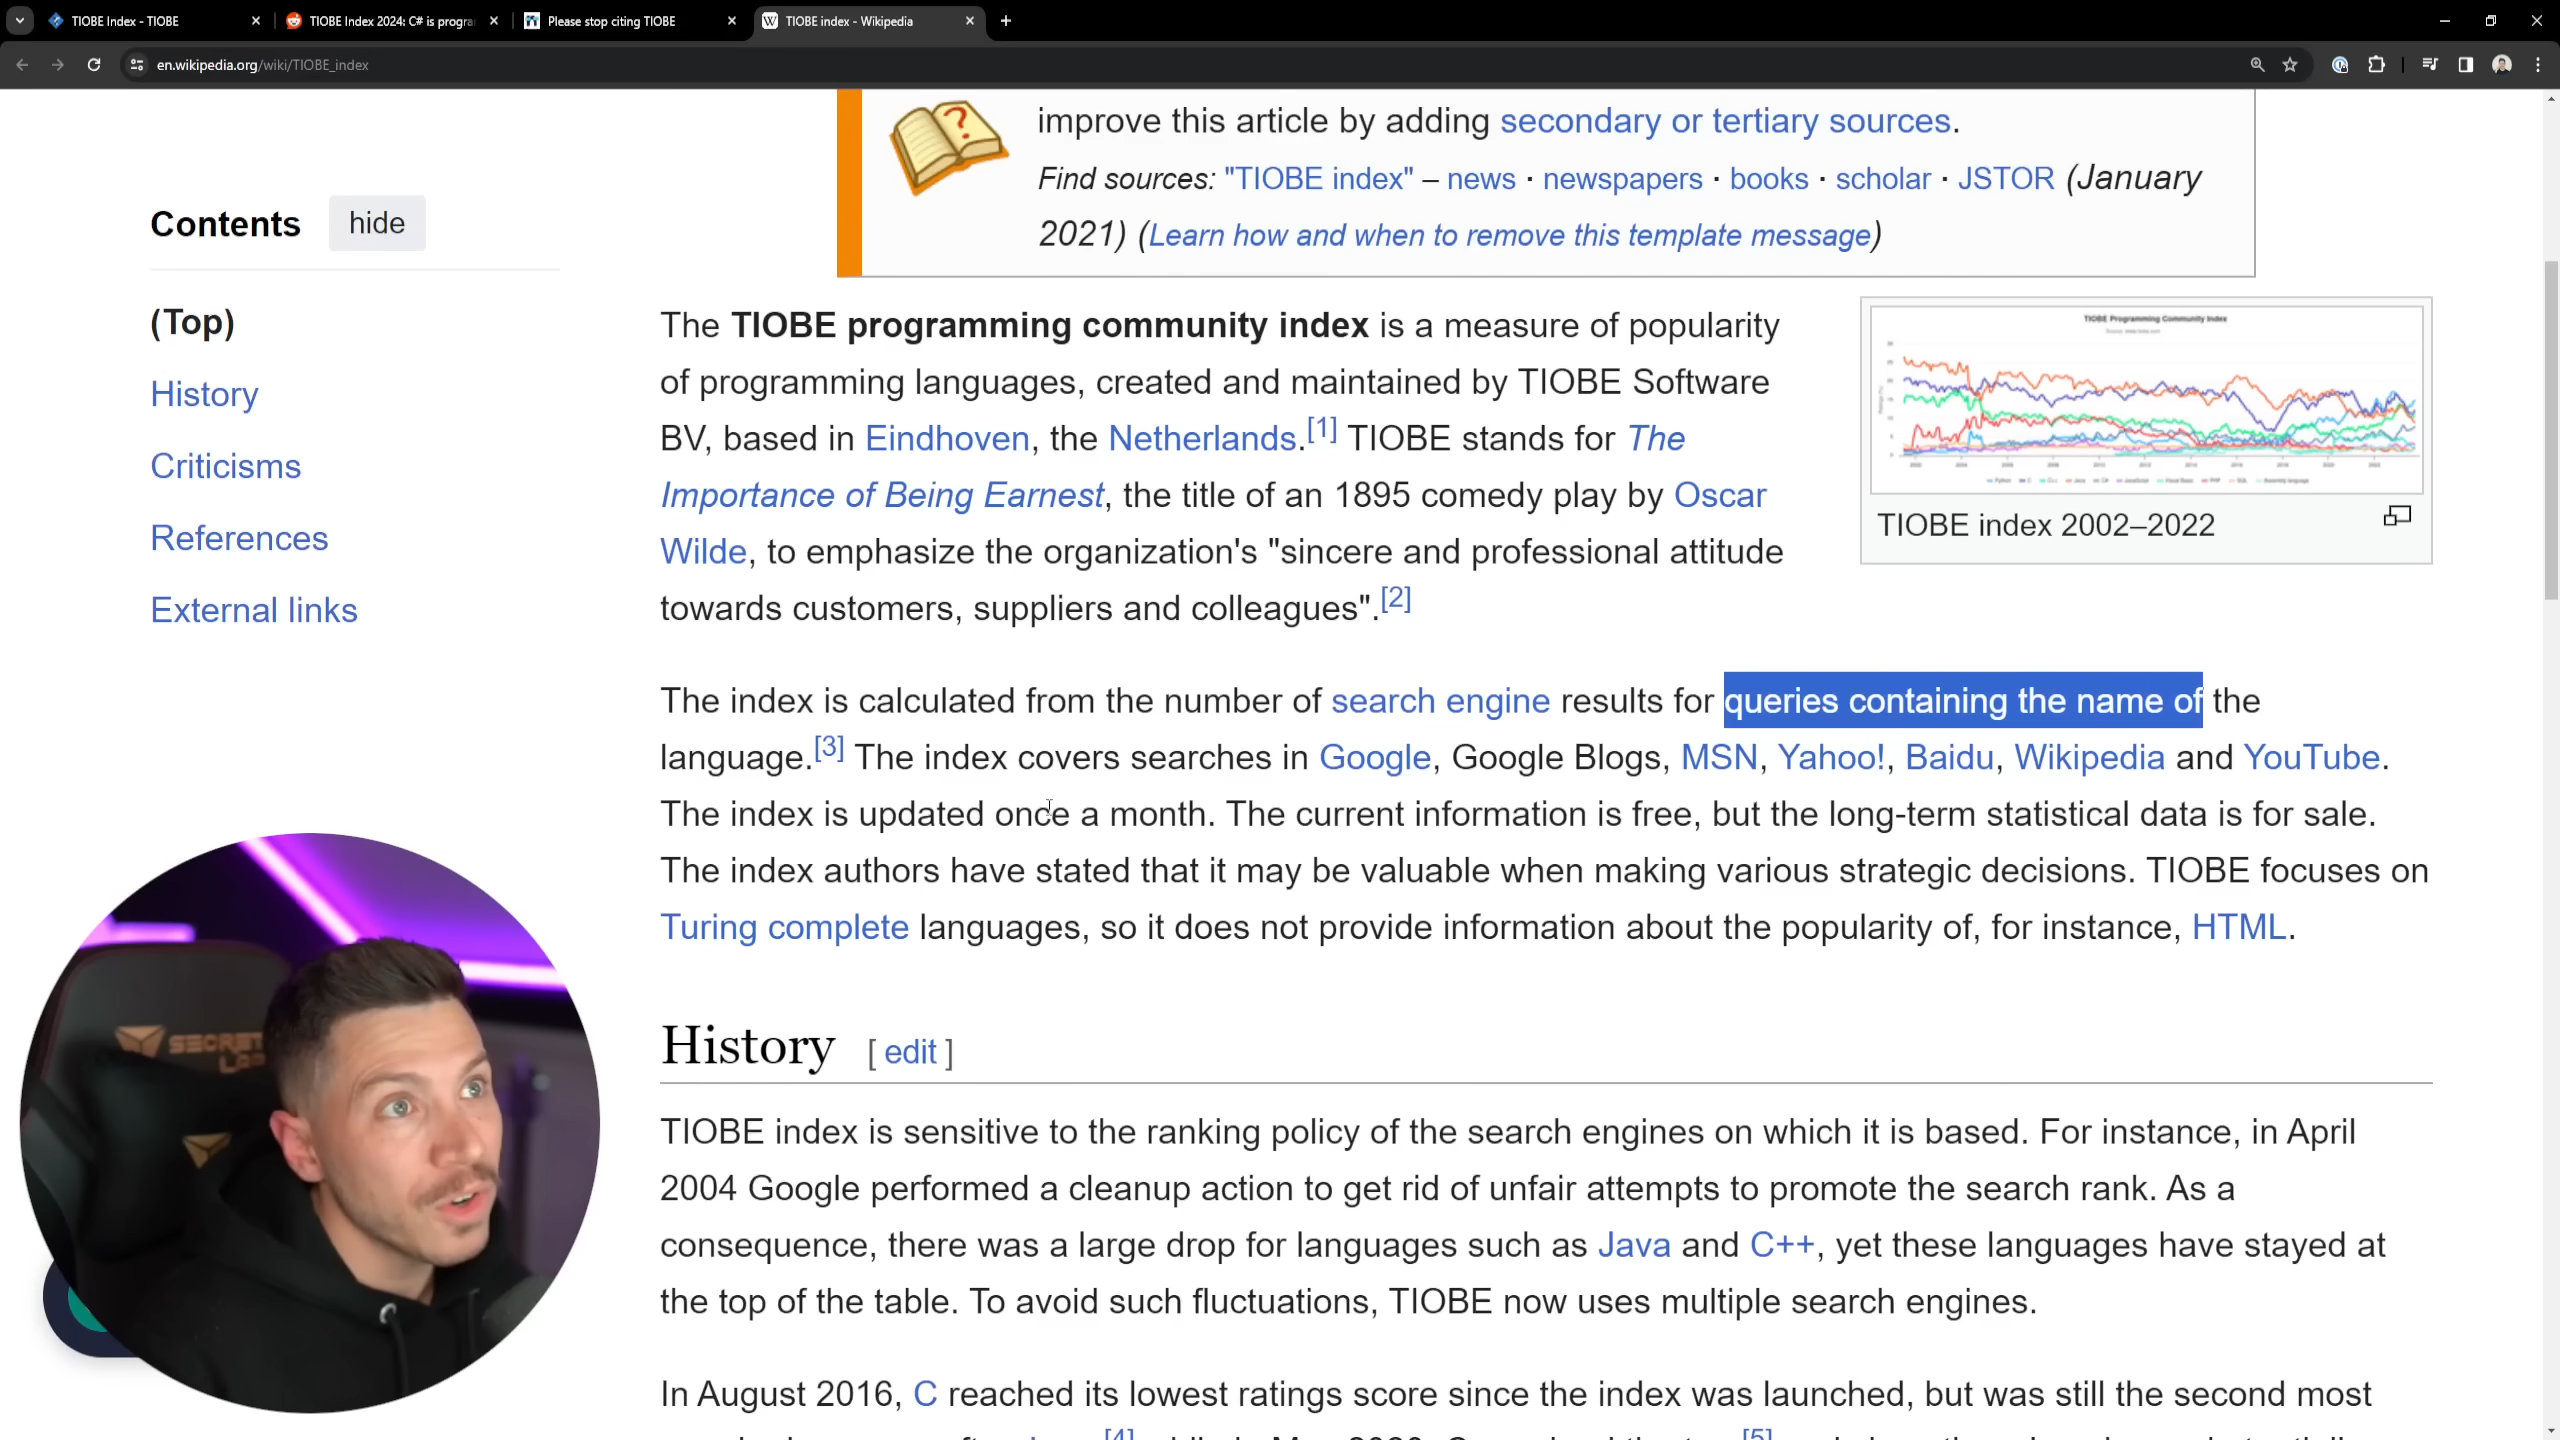 TIOBE Index - TIOBE
TIOBE Index 2024: C# is progra
Please stop citing TIOBE
TIOBE index - Wikipedia
en.wikipedia.org/wiki/TIOBE_index
improve this article by adding secondary or tertiary sources.
Find sources: "TIOBE index" – news · newspapers · books · scholar · JSTOR (January
2021) (Learn how and when to remove this template message)
Contents hide
(Top)
History
Criticisms
References
External links
The TIOBE programming community index is a measure of popularity
of programming languages, created and maintained by TIOBE Software
BV, based in Eindhoven, the Netherlands.[1] TIOBE stands for The
Importance of Being Earnest, the title of an 1895 comedy play by Oscar
Wilde, to emphasize the organization's "sincere and professional attitude
towards customers, suppliers and colleagues".[2]
TIOBE Programming Community Index
TIOBE index 2002–2022
The index is calculated from the number of search engine results for queries containing the name of the
language.[3] The index covers searches in Google, Google Blogs, MSN, Yahoo!, Baidu, Wikipedia and YouTube.
The index is updated once a month. The current information is free, but the long-term statistical data is for sale.
The index authors have stated that it may be valuable when making various strategic decisions. TIOBE focuses on
Turing complete languages, so it does not provide information about the popularity of, for instance, HTML.
History [ edit ]
TIOBE index is sensitive to the ranking policy of the search engines on which it is based. For instance, in April
2004 Google performed a cleanup action to get rid of unfair attempts to promote the search rank. As a
consequence, there was a large drop for languages such as Java and C++, yet these languages have stayed at
the top of the table. To avoid such fluctuations, TIOBE now uses multiple search engines.
In August 2016, C reached its lowest ratings score since the index was launched, but was still the second most
[4] [5]
SECRET
LAB